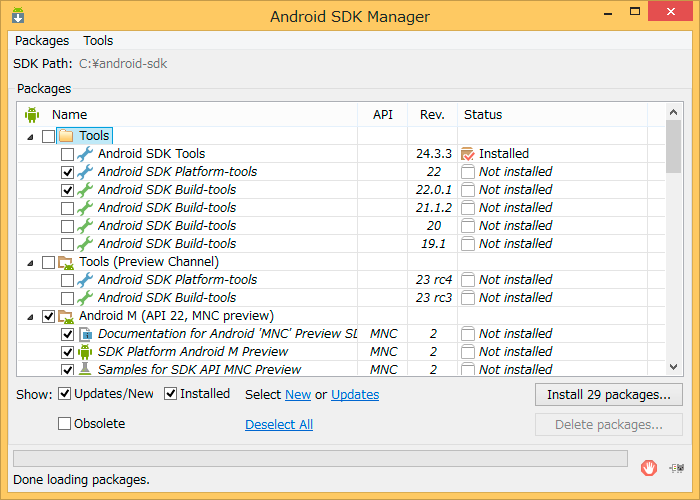 Android SDK Manager
Packages Tools
SDK Path: C:¥android-sdk
Packages
Name API Rev. Status
Tools
Android SDK Tools 24.3.3 Installed
Android SDK Platform-tools 22 Not installed
Android SDK Build-tools 22.0.1 Not installed
Android SDK Build-tools 21.1.2 Not installed
Android SDK Build-tools 20 Not installed
Android SDK Build-tools 19.1 Not installed
Tools (Preview Channel)
Android SDK Platform-tools 23 rc4 Not installed
Android SDK Build-tools 23 rc3 Not installed
Android M (API 22, MNC preview)
Documentation for Android 'MNC' Preview SD MNC 2 Not installed
SDK Platform Android M Preview MNC 2 Not installed
Samples for SDK API MNC Preview MNC 2 Not installed
Show: Updates/New Installed Select New or Updates Install 29 packages...
Obsolete Deselect All Delete packages...
Done loading packages.